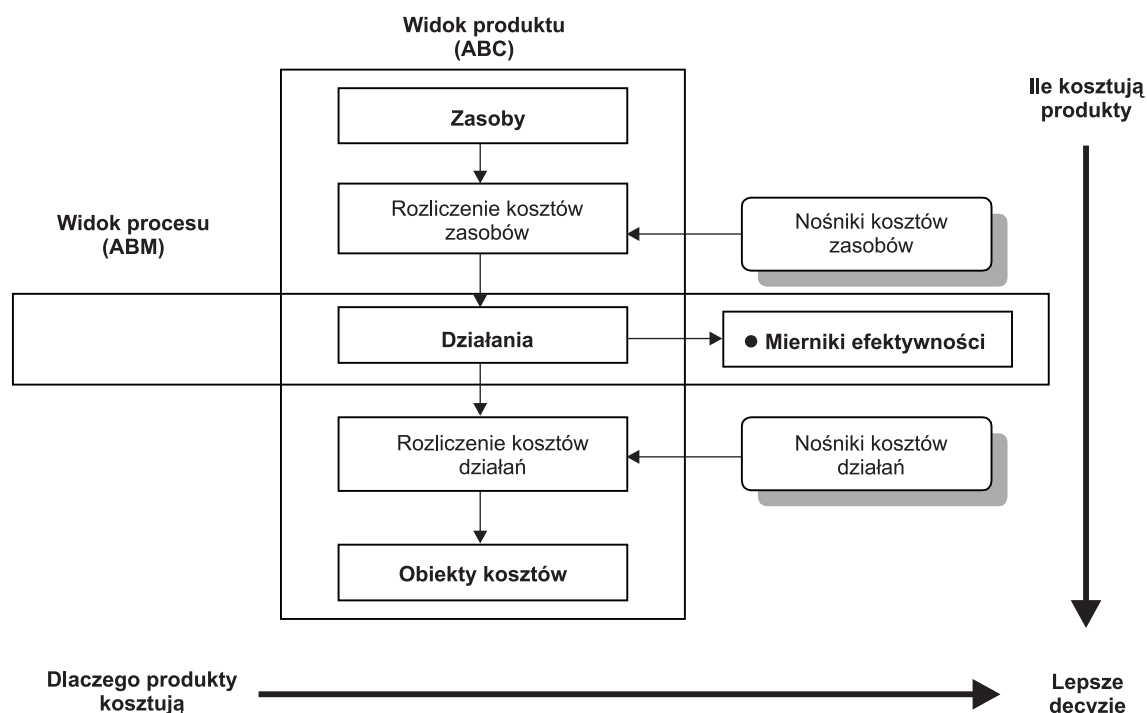 Widok produktu
(ABC)
Ile kosztują
produkty
Zasoby
Rozliczenie kosztów
zasobów
Nośniki kosztów
zasobów
Widok procesu
(ABM)
Działania
● Mierniki efektywności
Rozliczenie kosztów
działań
Nośniki kosztów
działań
Obiekty kosztów
Dlaczego produkty
kosztują
Lepsze
decyzje